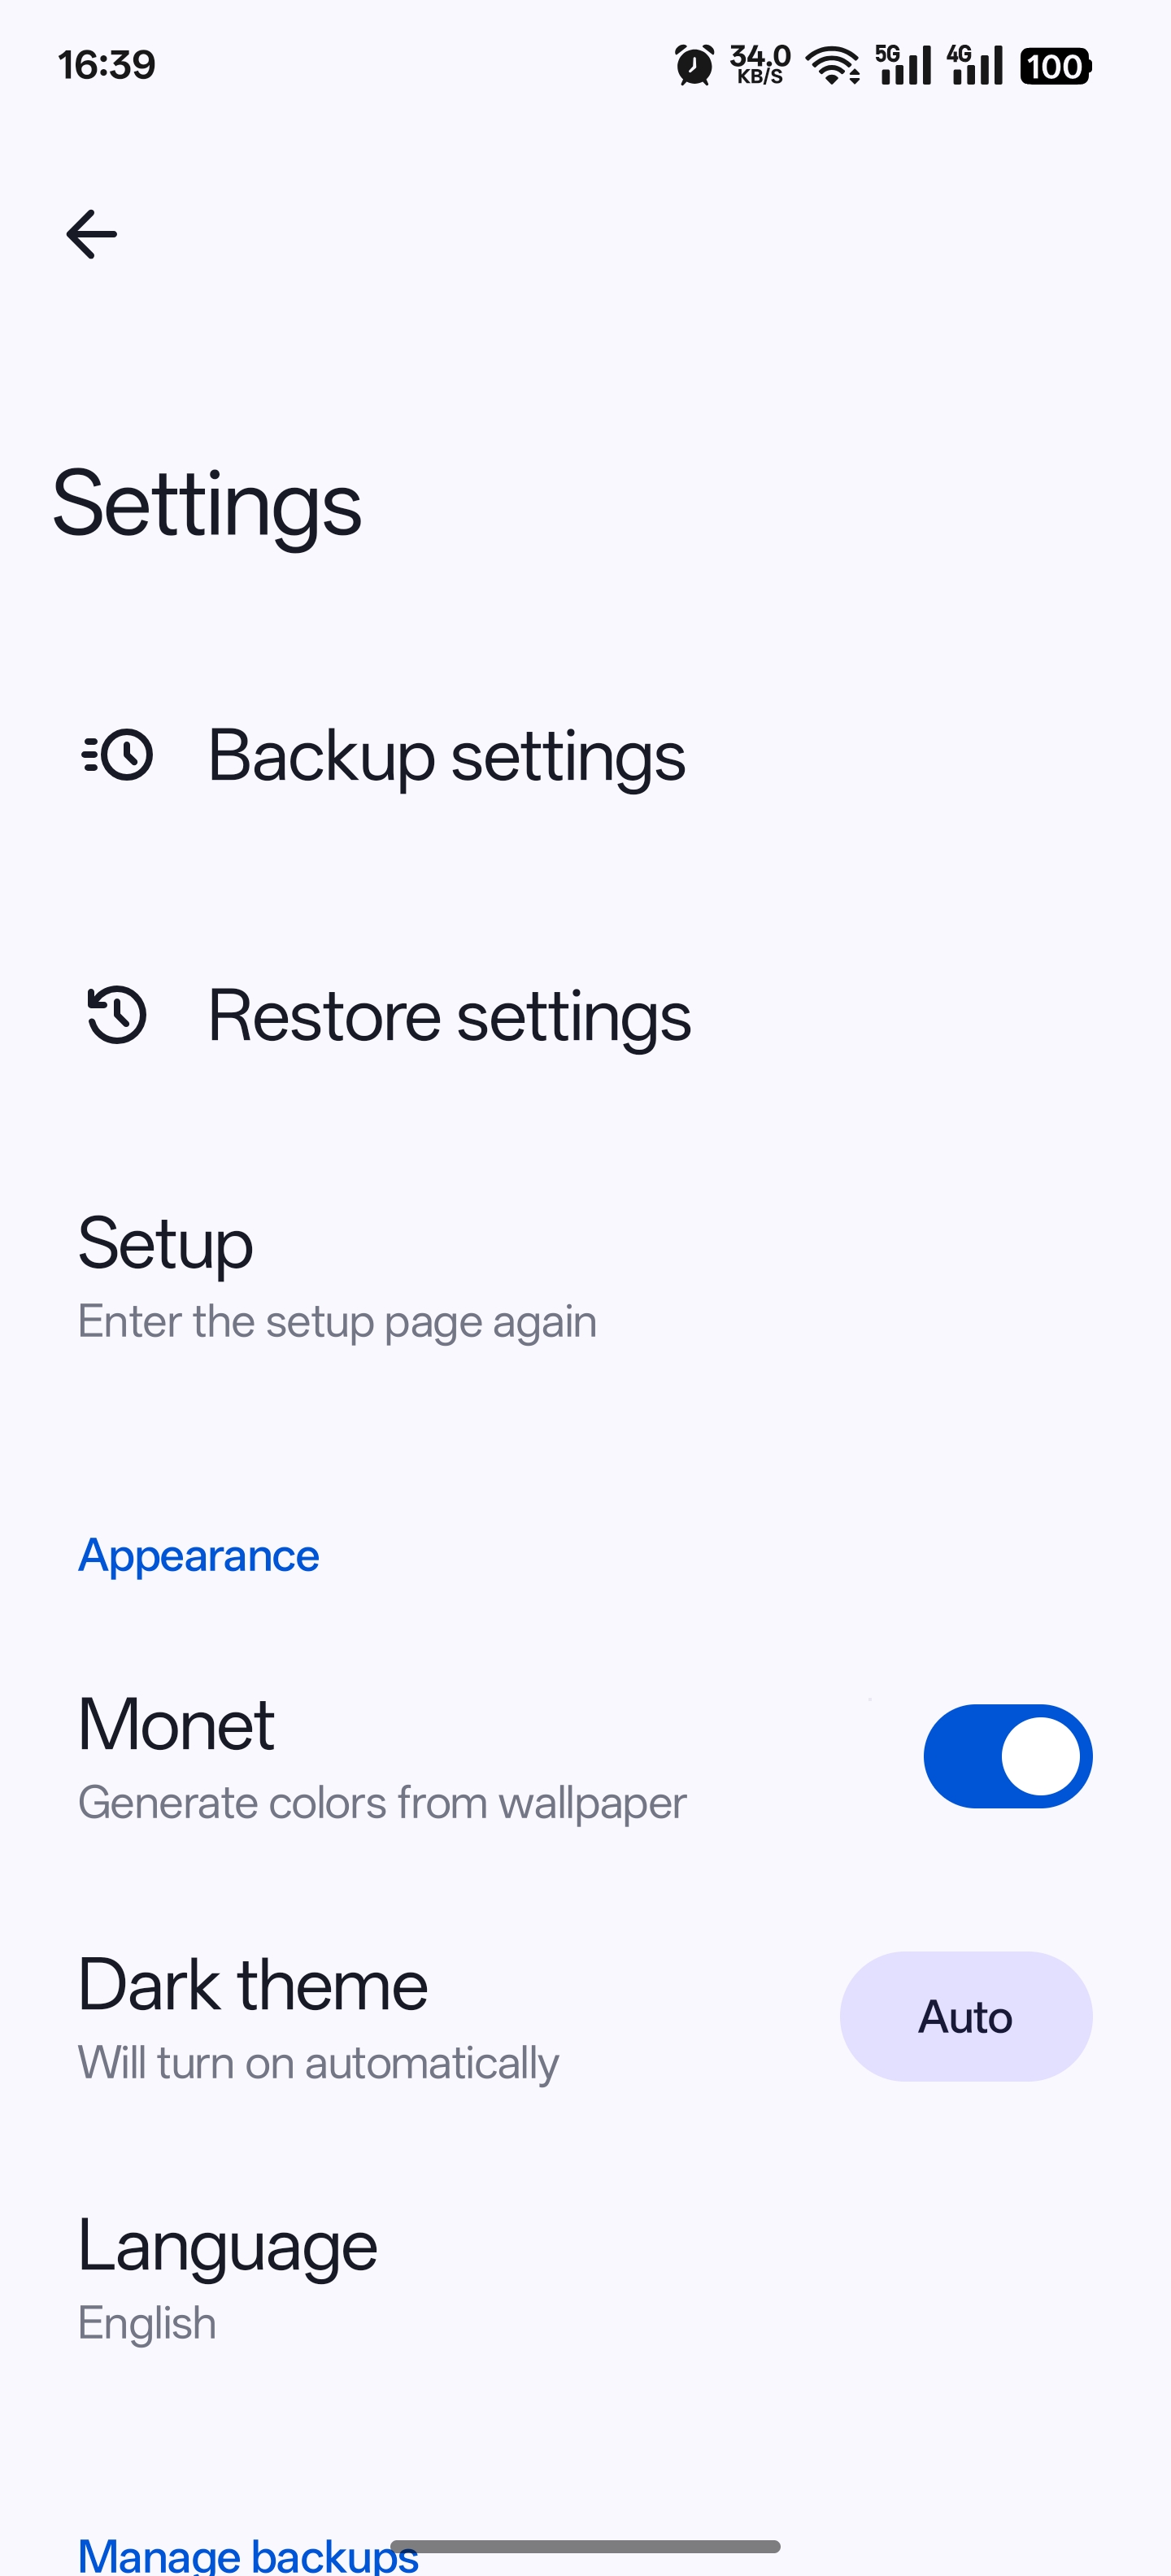 16:39
34.0
KB/S
5G
4G
100
Settings
Backup settings
Restore settings
Setup
Enter the setup page again
Appearance
Monet
Generate colors from wallpaper
Dark theme
Will turn on automatically
Auto
Language
English
Manage backups